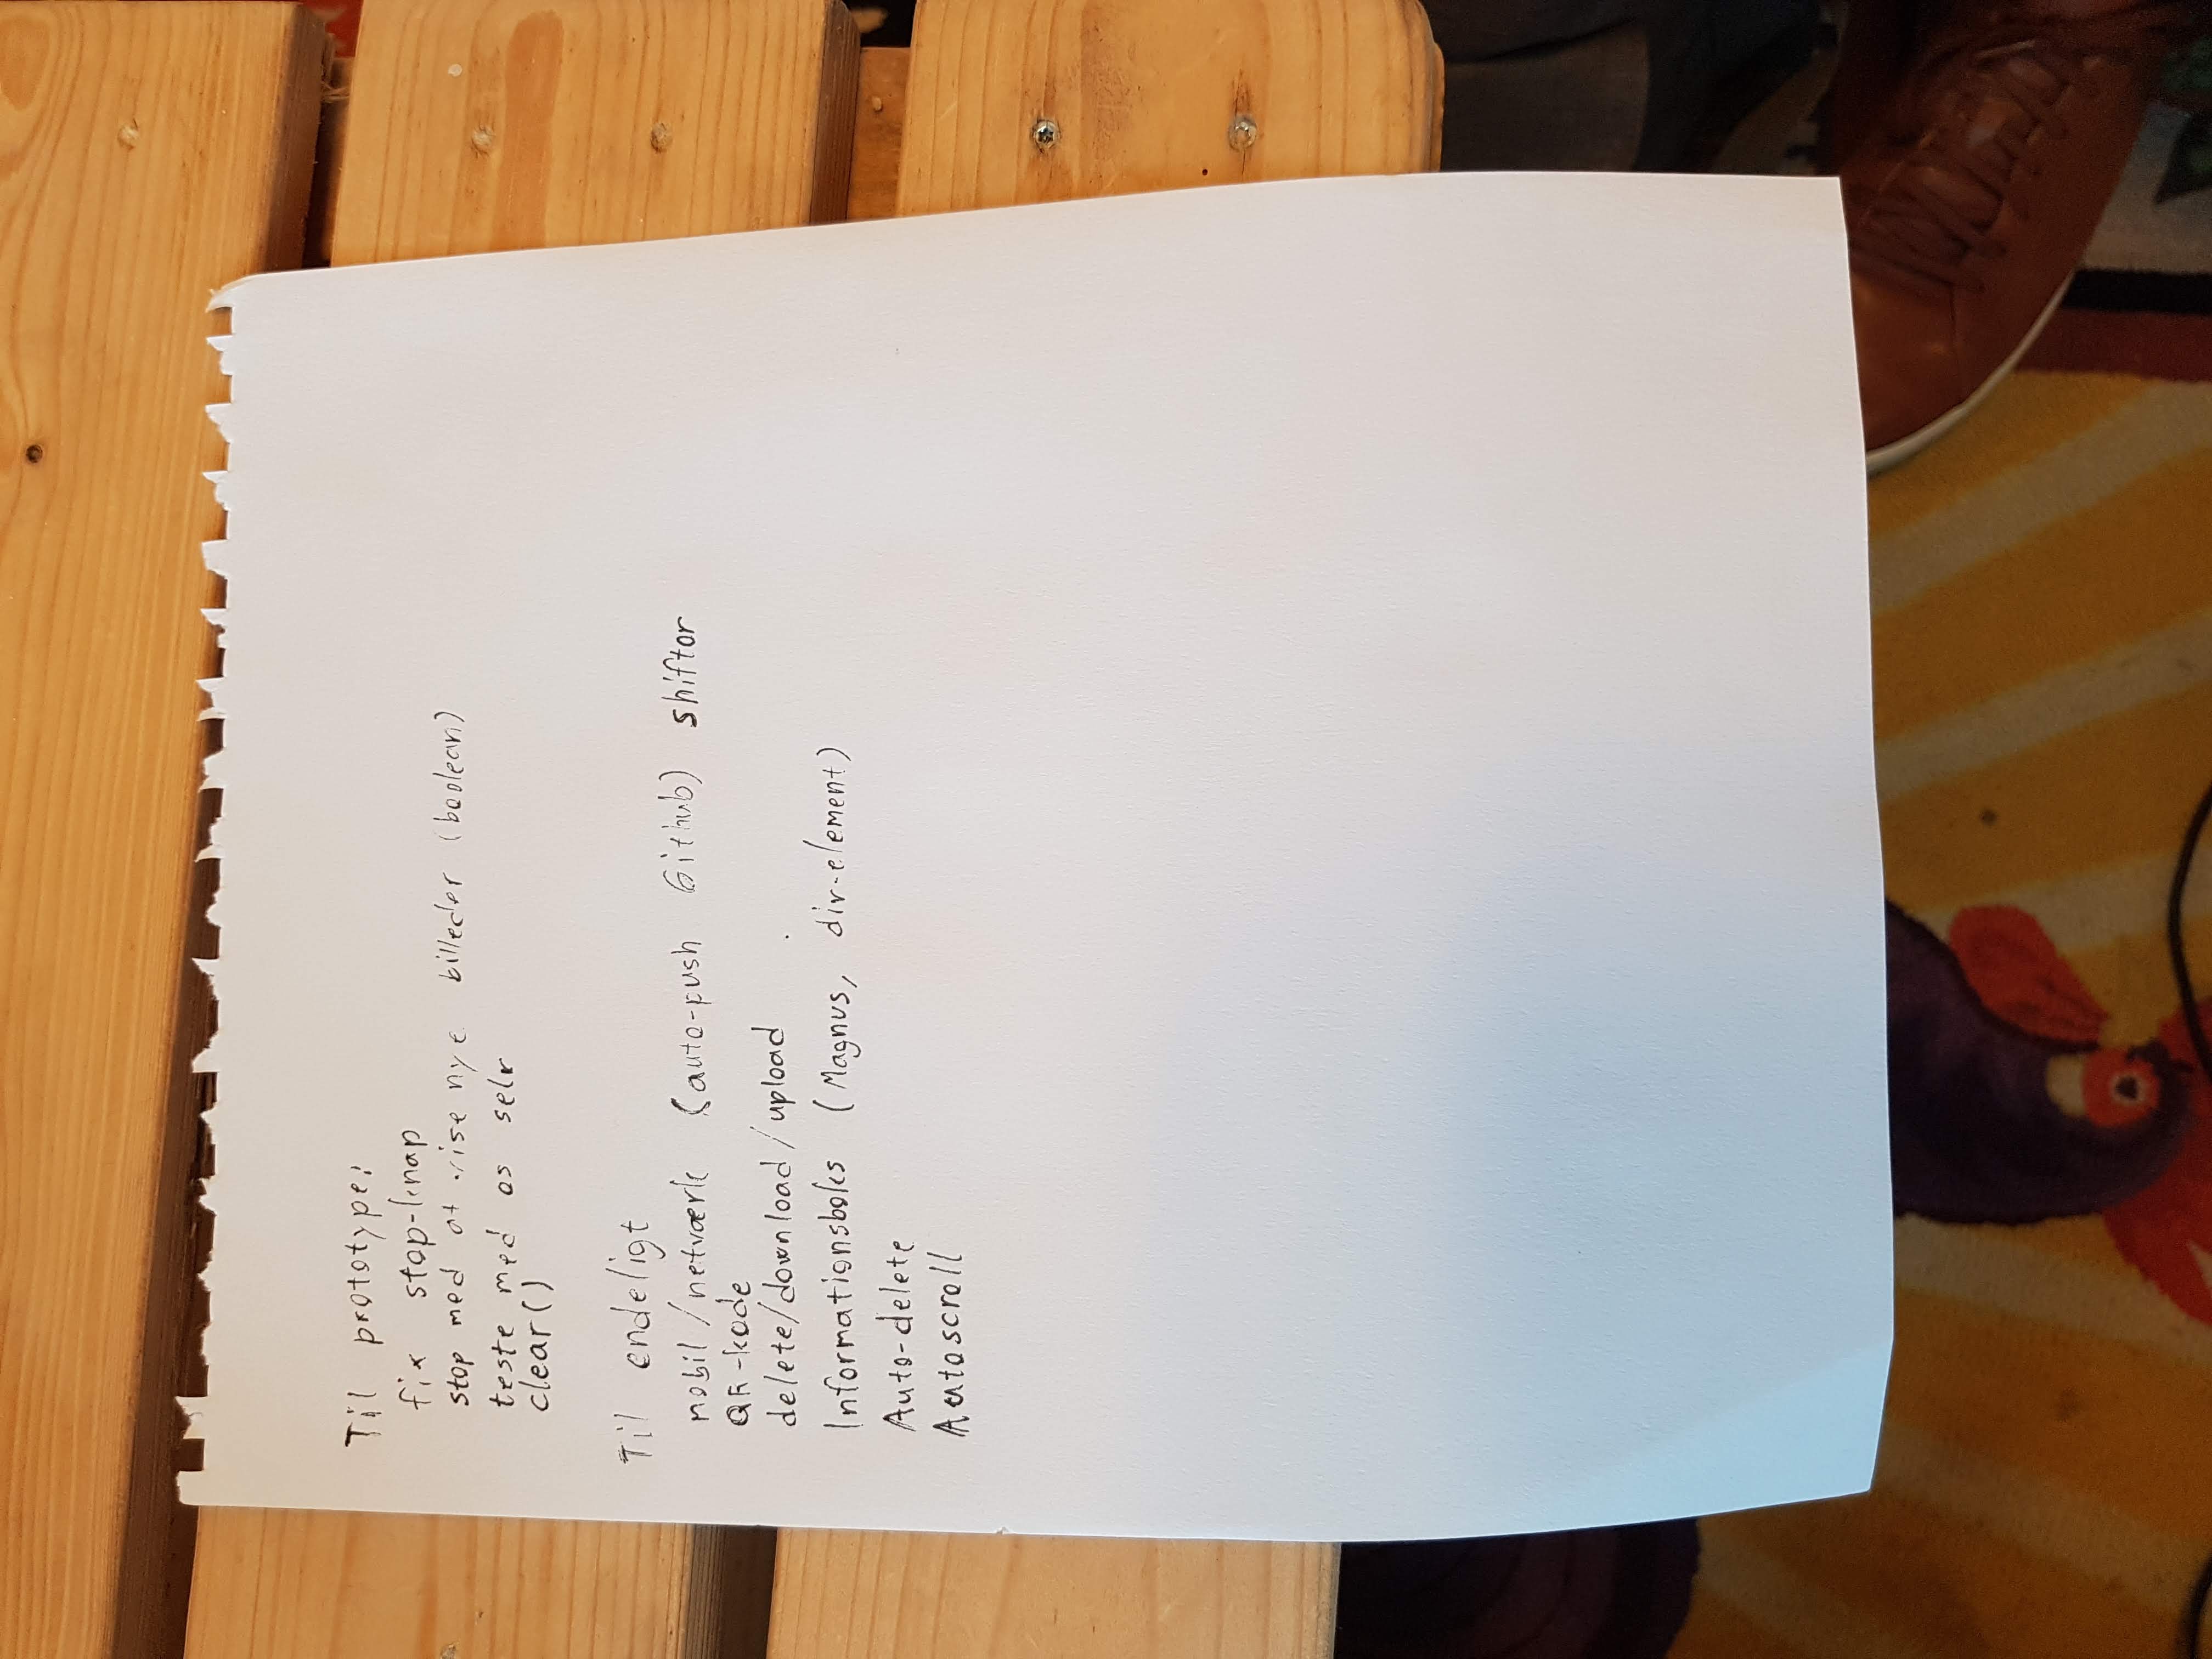 Til prototype:
fix stop-knap
stop med at vise nye billeder (boolean)
teste med os selv
clear()
Til endeligt
mobil/netværk (auto-push Github) shiftor
QR-kode
delete/download/upload
Informationsboks (Magnus, div-element)
Auto-delete
Autoscroll